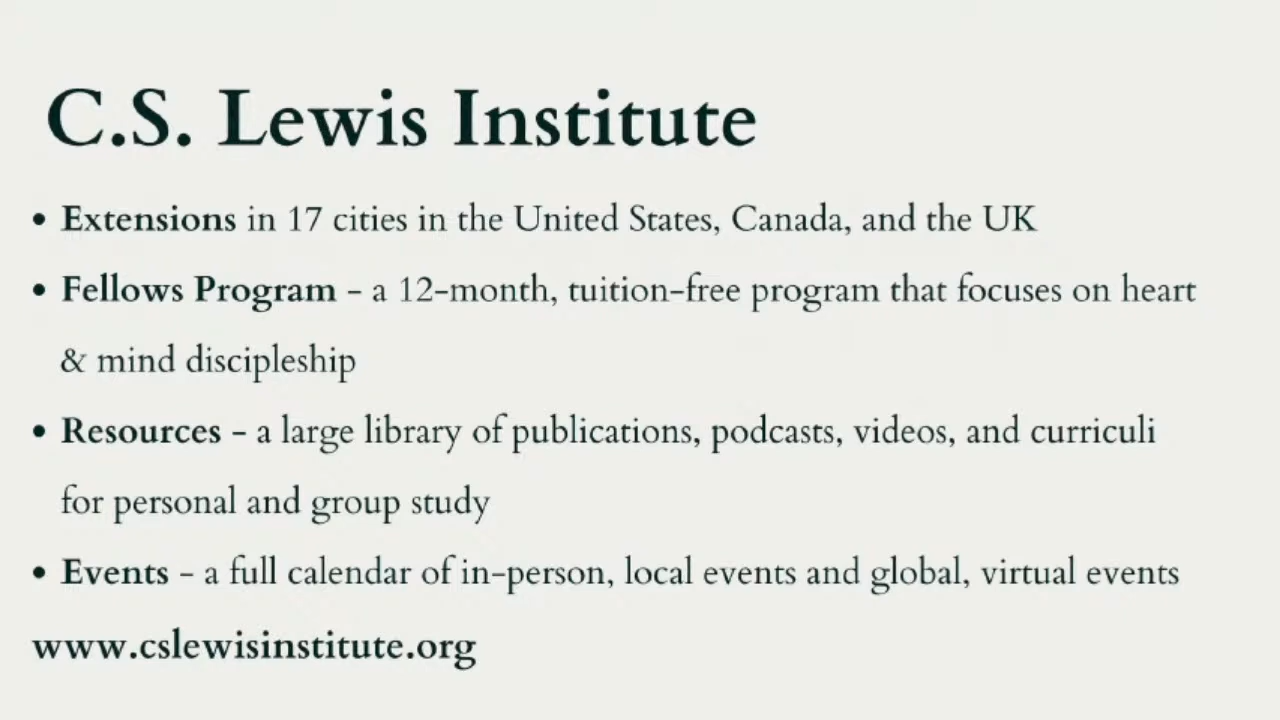 C.S. Lewis Institute
• Extensions in 17 cities in the United States, Canada, and the UK
• Fellows Program - a 12-month, tuition-free program that focuses on heart
& mind discipleship
• Resources - a large library of publications, podcasts, videos, and curriculi
for personal and group study
• Events - a full calendar of in-person, local events and global, virtual events
www.cslewisinstitute.org